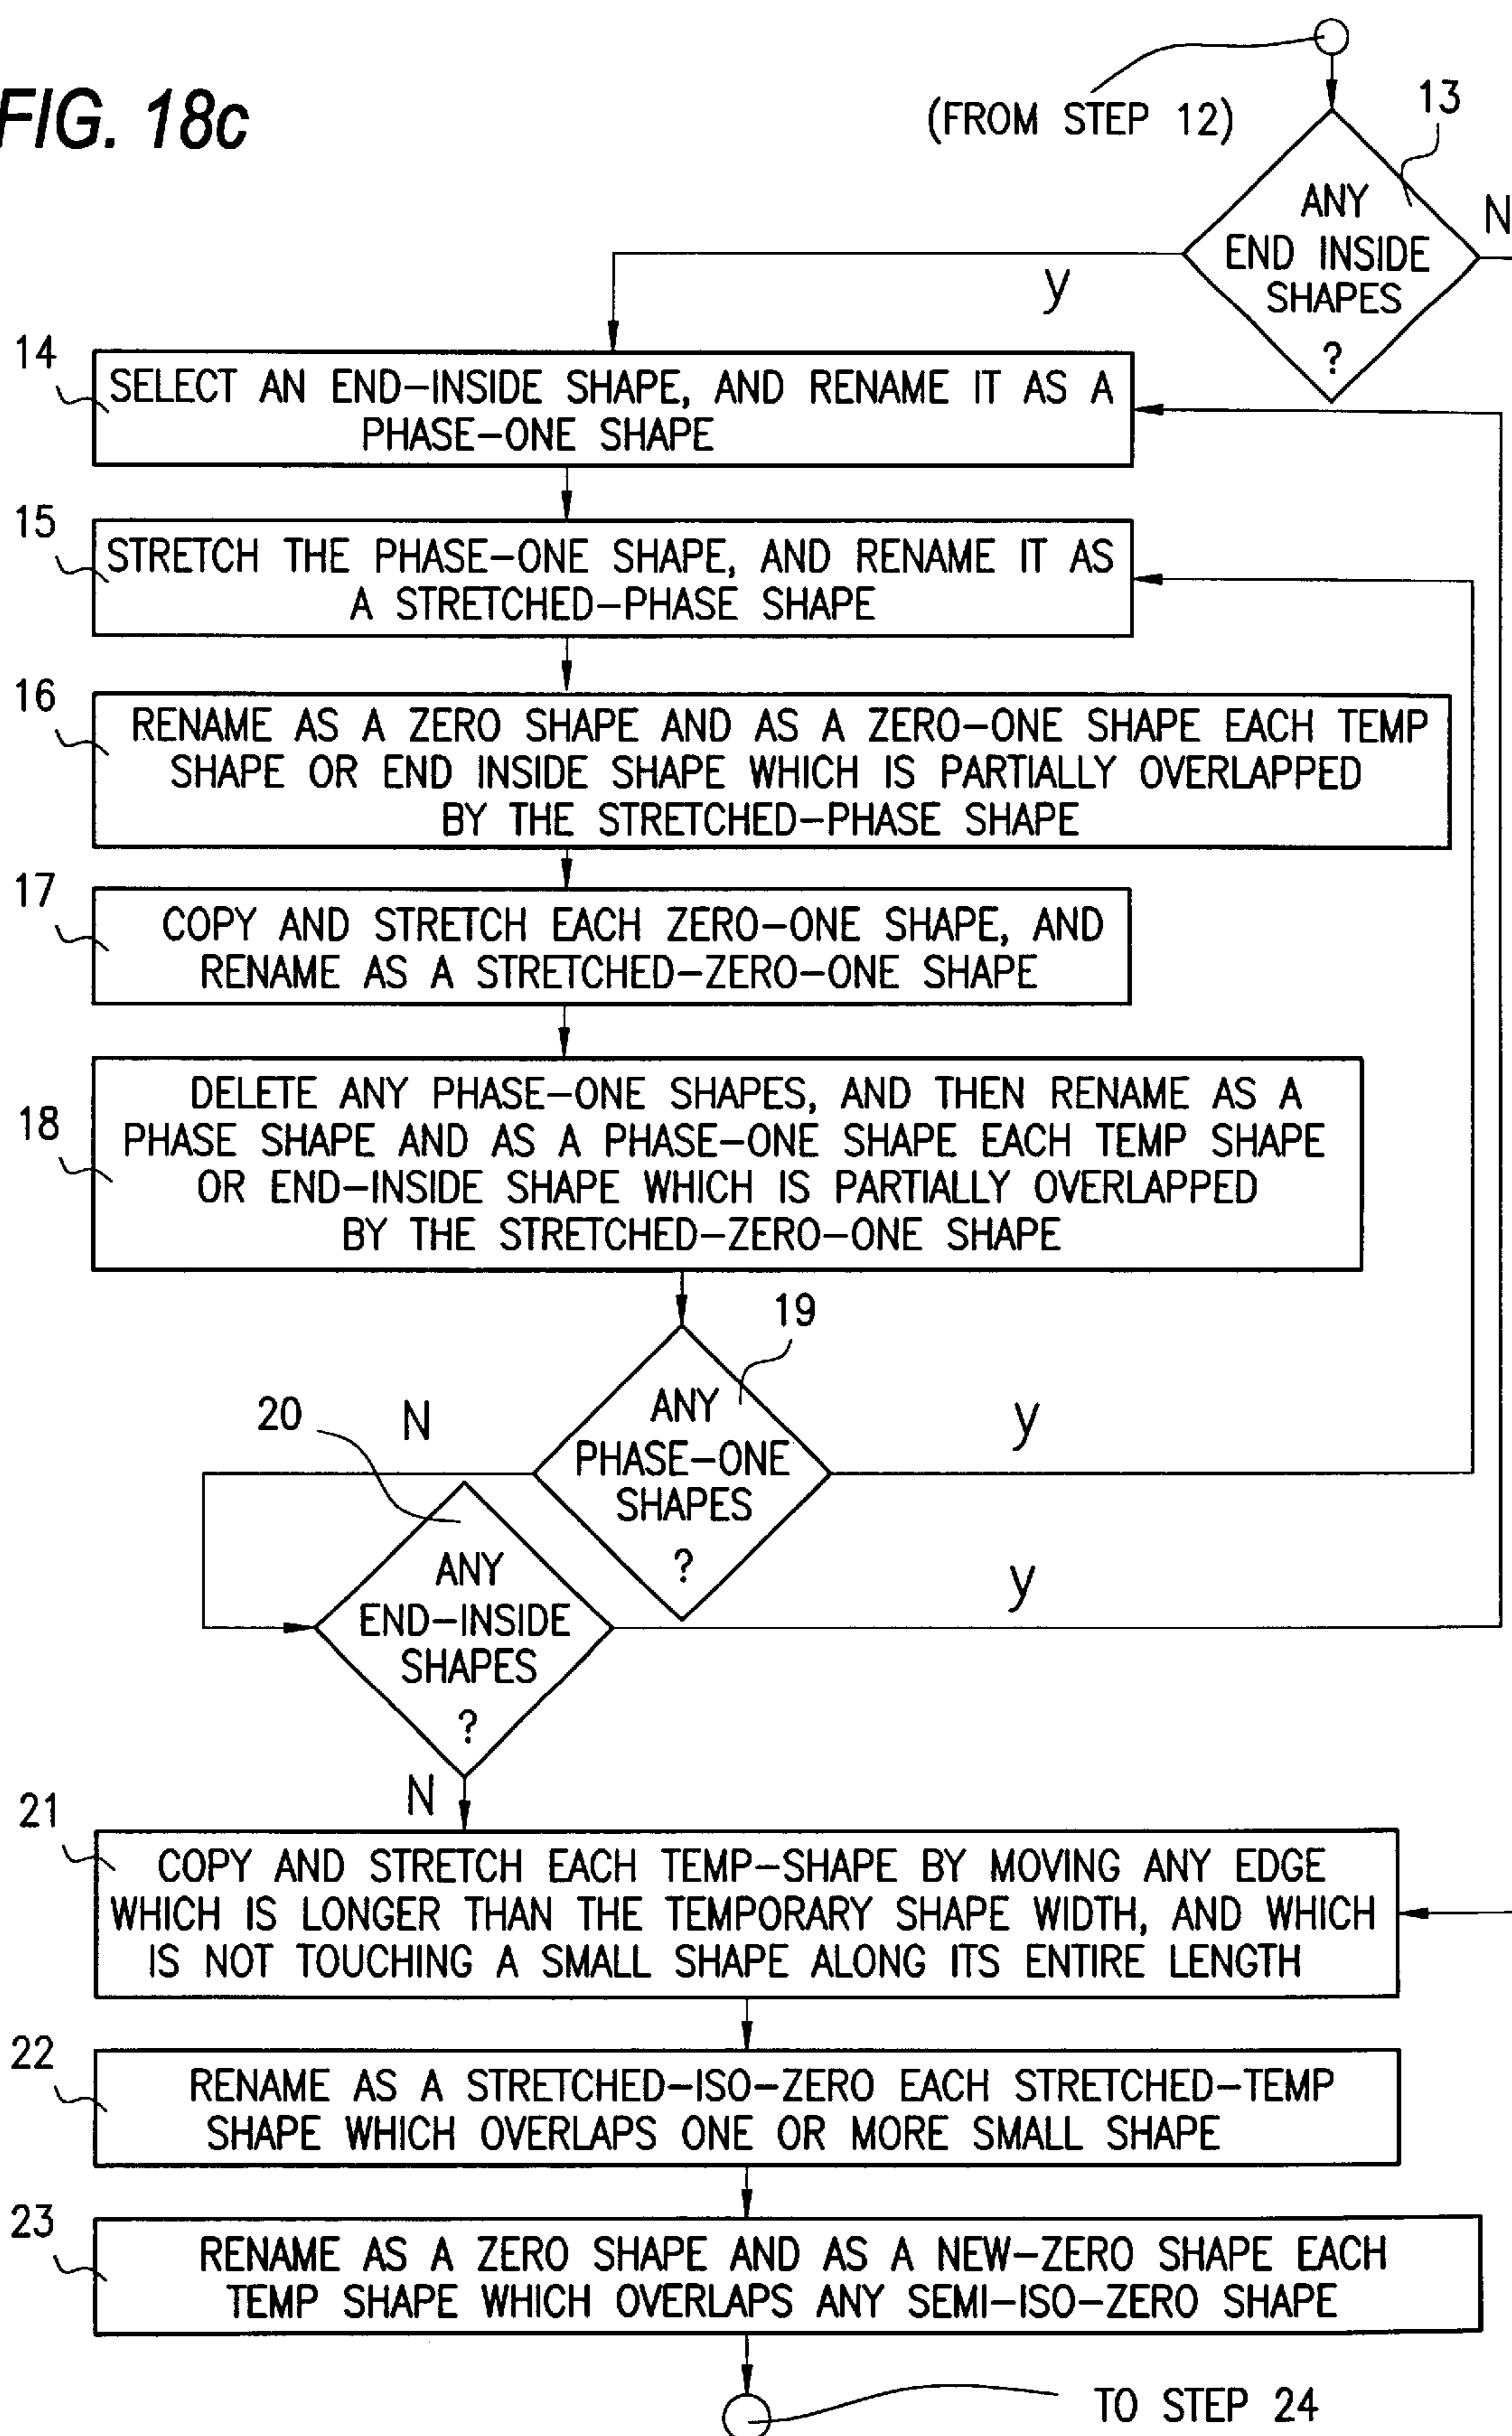 FIG. 18c
(FROM STEP 12)
13
ANY
END INSIDE
SHAPES
?
N
y
14
SELECT AN END-INSIDE SHAPE, AND RENAME IT AS A
PHASE-ONE SHAPE
15
STRETCH THE PHASE-ONE SHAPE, AND RENAME IT AS
A STRETCHED-PHASE SHAPE
16
RENAME AS A ZERO SHAPE AND AS A ZERO-ONE SHAPE EACH TEMP
SHAPE OR END INSIDE SHAPE WHICH IS PARTIALLY OVERLAPPED
BY THE STRETCHED-PHASE SHAPE
17
COPY AND STRETCH EACH ZERO-ONE SHAPE, AND
RENAME AS A STRETCHED-ZERO-ONE SHAPE
18
DELETE ANY PHASE-ONE SHAPES, AND THEN RENAME AS A
PHASE SHAPE AND AS A PHASE-ONE SHAPE EACH TEMP SHAPE
OR END-INSIDE SHAPE WHICH IS PARTIALLY OVERLAPPED
BY THE STRETCHED-ZERO-ONE SHAPE
19
ANY
PHASE-ONE
SHAPES
?
N
y
20
ANY
END-INSIDE
SHAPES
?
y
N
21
COPY AND STRETCH EACH TEMP-SHAPE BY MOVING ANY EDGE
WHICH IS LONGER THAN THE TEMPORARY SHAPE WIDTH, AND WHICH
IS NOT TOUCHING A SMALL SHAPE ALONG ITS ENTIRE LENGTH
22
RENAME AS A STRETCHED-ISO-ZERO EACH STRETCHED-TEMP
SHAPE WHICH OVERLAPS ONE OR MORE SMALL SHAPE
23
RENAME AS A ZERO SHAPE AND AS A NEW-ZERO SHAPE EACH
TEMP SHAPE WHICH OVERLAPS ANY SEMI-ISO-ZERO SHAPE
TO STEP 24